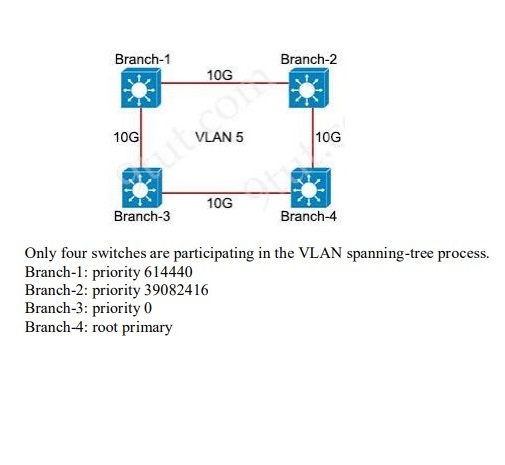 Branch-1
Branch-2
10G
10G
VLAN 5
10G
10G
Branch-3
Branch-4
Only four switches are participating in the VLAN spanning-tree process.
Branch-1: priority 614440
Branch-2: priority 39082416
Branch-3: priority 0
Branch-4: root primary